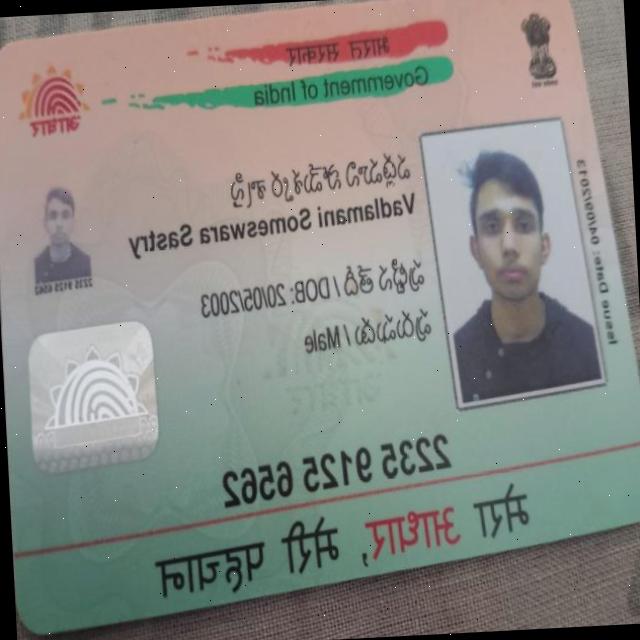 भारत सरकार
Government of India
आधार
వడ్లమాని సోమేశ్వర శాస్త్రి
Vadlamani Someswara Sastry
పుట్టిన తేదీ / DOB: 20/05/2003
పురుషుడు / Male
Issue Date: 04/09/2013
2235 9125 6562
2235 9125 6562
मेरा आधार, मेरी पहचान